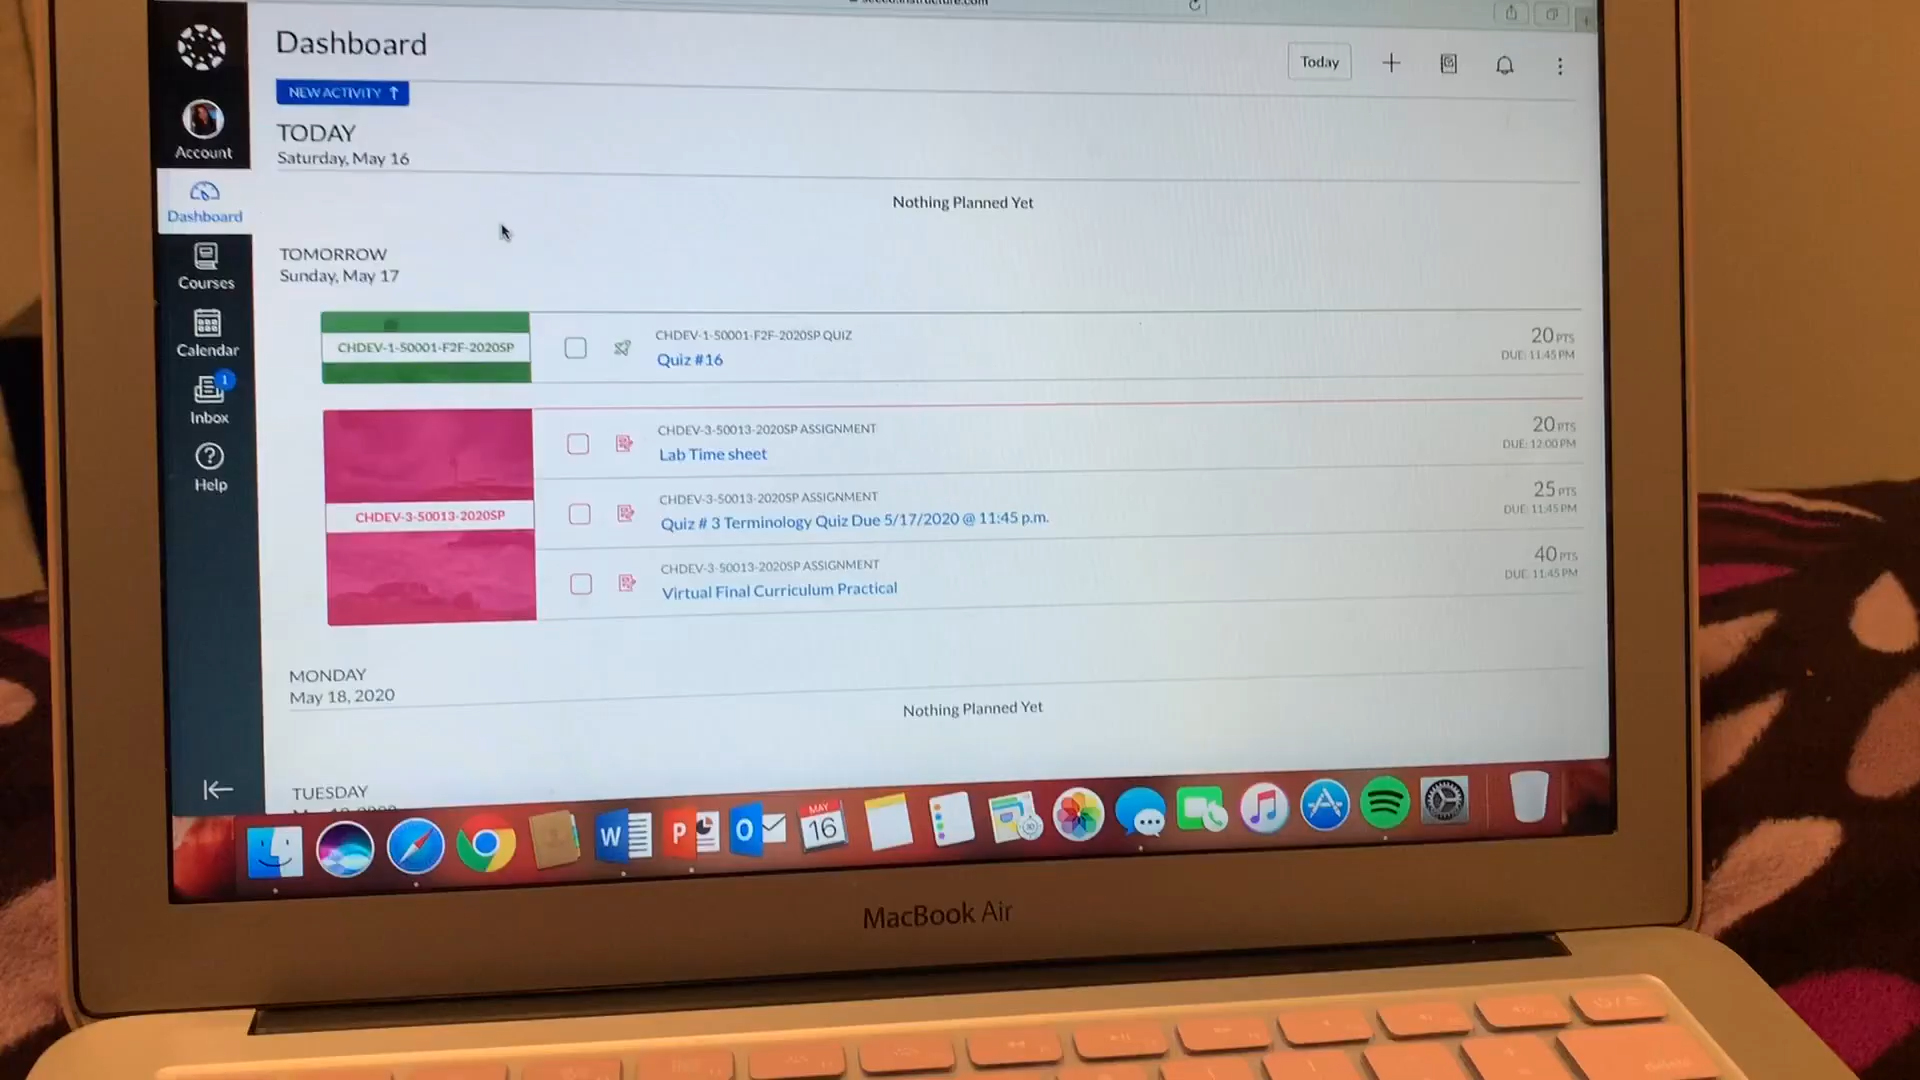 Dashboard
Today
NEW ACTIVITY
TODAY
Saturday, May 16
Nothing Planned Yet
TOMORROW
Sunday, May 17
CHDEV-1-50001-F2F-2020SP
CHDEV-1-50001-F2F-2020SP QUIZ
Quiz #16
20 PTS
DUE: 11:45 PM
CHDEV-3-50013-2020SP
CHDEV-3-50013-2020SP ASSIGNMENT
Lab Time sheet
20 PTS
DUE: 12:00 PM
CHDEV-3-50013-2020SP ASSIGNMENT
Quiz # 3 Terminology Quiz Due 5/17/2020 @ 11:45 p.m.
25 PTS
DUE: 11:45 PM
CHDEV-3-50013-2020SP ASSIGNMENT
Virtual Final Curriculum Practical
40 PTS
DUE: 11:45 PM
MONDAY
May 18, 2020
Nothing Planned Yet
TUESDAY
Account
Dashboard
Courses
Calendar
1
Inbox
Help
W
P
O
MAY
16
MacBook Air